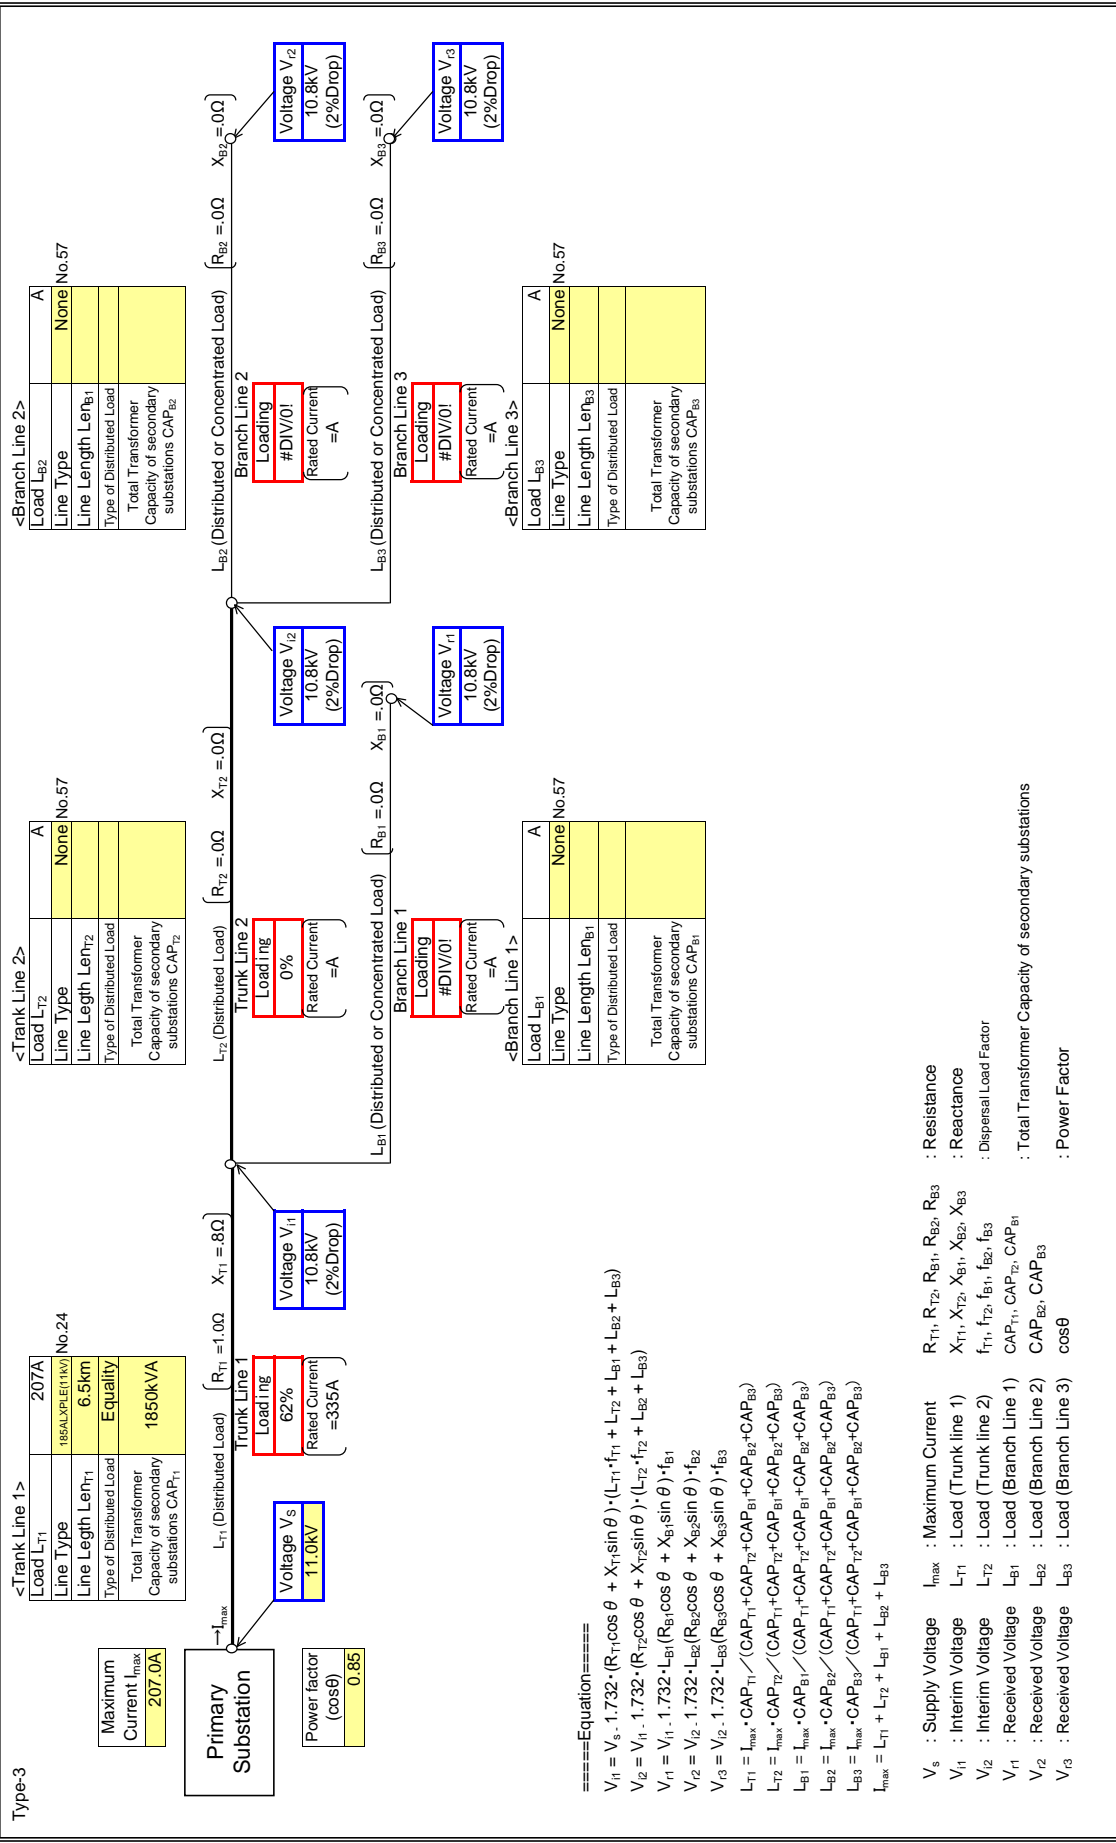 Type-3
<Trank Line 1>
Load LT1 207A
Line Type 185ALXPLE(11kV) No.24
Line Legth LenT1 6.5km
Type of Distributed Load Equality
Total Transformer
Capacity of secondary
substations CAPT1
1850kVA
<Trank Line 2>
Load LT2 A
Line Type None No.57
Line Legth LenT2
Type of Distributed Load
Total Transformer
Capacity of secondary
substations CAPT2
<Branch Line 2>
Load LB2 A
Line Type None No.57
Line Length LenB1
Type of Distributed Load
Total Transformer
Capacity of secondary
substations CAPB2
Maximum
Current Imax
207.0A
Primary
Substation
→Imax
Power factor
(cosθ)
0.85
Voltage VS
11.0kV
LT1 (Distributed Load)
RT1 =1.0Ω XT1 =.8Ω
Trunk Line 1
Loading
62%
Rated Current
=335A
Voltage Vi1
10.8kV
(2%Drop)
LT2 (Distributed Load)
RT2 =.0Ω XT2 =.0Ω
Trunk Line 2
Loading
0%
Rated Current
=A
Voltage Vi2
10.8kV
(2%Drop)
LB2 (Distributed or Concentrated Load)
RB2 =.0Ω XB2 =.0Ω
Branch Line 2
Loading
#DIV/0!
Rated Current
=A
Voltage Vr2
10.8kV
(2%Drop)
LB1 (Distributed or Concentrated Load)
RB1 =.0Ω XB1 =.0Ω
Branch Line 1
Loading
#DIV/0!
Rated Current
=A
Voltage Vr1
10.8kV
(2%Drop)
LB3 (Distributed or Concentrated Load)
RB3 =.0Ω XB3 =.0Ω
Branch Line 3
Loading
#DIV/0!
Rated Current
=A
Voltage Vr3
10.8kV
(2%Drop)
<Branch Line 1>
Load LB1 A
Line Type None No.57
Line Length LenB1
Type of Distributed Load
Total Transformer
Capacity of secondary
substations CAPB1
<Branch Line 3>
Load LB3 A
Line Type None No.57
Line Length LenB3
Type of Distributed Load
Total Transformer
Capacity of secondary
substations CAPB3
=====Equation=====
Vi1 = Vs - 1.732・(RT1cos θ + XT1sin θ)・(LT1・fT1 + LT2 + LB1 + LB2 + LB3)
Vi2 = Vi1 - 1.732・(RT2cos θ + XT2sin θ)・(LT2・fT2 + LB2 + LB3)
Vr1 = Vi1 - 1.732・LB1(RB1cos θ + XB1sin θ)・fB1
Vr2 = Vi2 - 1.732・LB2(RB2cos θ + XB2sin θ)・fB2
Vr3 = Vi2 - 1.732・LB3(RB3cos θ + XB3sin θ)・fB3
LT1 = Imax・CAPT1／(CAPT1+CAPT2+CAPB1+CAPB2+CAPB3)
LT2 = Imax・CAPT2／(CAPT1+CAPT2+CAPB1+CAPB2+CAPB3)
LB1 = Imax・CAPB1／(CAPT1+CAPT2+CAPB1+CAPB2+CAPB3)
LB2 = Imax・CAPB2／(CAPT1+CAPT2+CAPB1+CAPB2+CAPB3)
LB3 = Imax・CAPB3／(CAPT1+CAPT2+CAPB1+CAPB2+CAPB3)
Imax = LT1 + LT2 + LB1 + LB2 + LB3
Vs : Supply Voltage Imax : Maximum Current RT1, RT2, RB1, RB2, RB3 : Resistance
Vi1 : Interim Voltage LT1 : Load (Trunk line 1) XT1, XT2, XB1, XB2, XB3 : Reactance
Vi2 : Interim Voltage LT2 : Load (Trunk line 2) fT1, fT2, fB1, fB2, fB3 : Dispersal Load Factor
Vr1 : Received Voltage LB1 : Load (Branch Line 1) CAPT1, CAPT2, CAPB1
Vr2 : Received Voltage LB2 : Load (Branch Line 2) CAPB2, CAPB3 : Total Transformer Capacity of secondary substations
Vr3 : Received Voltage LB3 : Load (Branch Line 3) cosθ : Power Factor